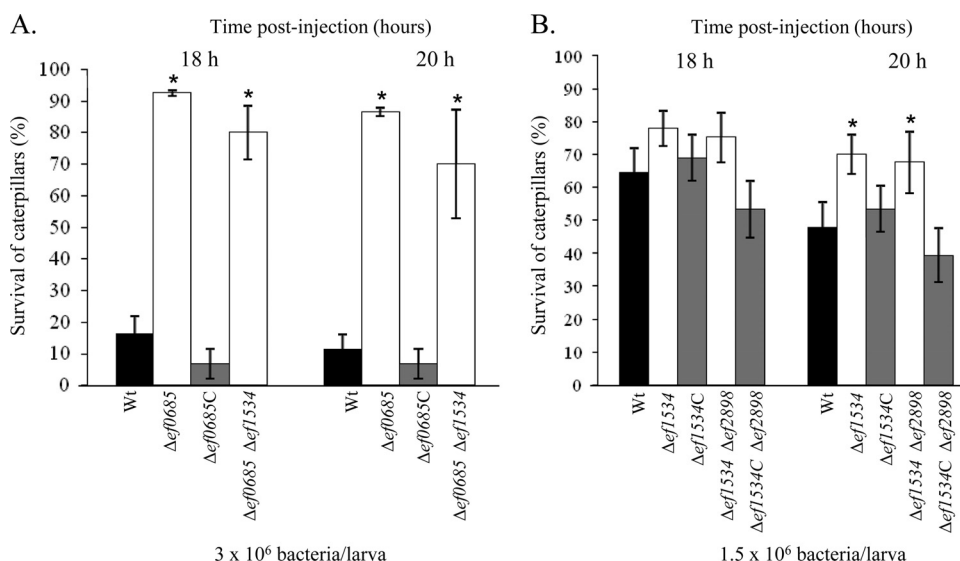 A.
Time post-injection (hours)
18 h
20 h
Survival of caterpillars (%)
100
90
80
70
60
50
40
30
20
10
0
*
*
*
*
Wt
Δef0685
Δef0685C
Δef0685 Δef1534
Wt
Δef0685
Δef0685C
Δef0685 Δef1534
3 x 10⁶ bacteria/larva
B.
Time post-injection (hours)
18 h
20 h
Survival of caterpillars (%)
100
90
80
70
60
50
40
30
20
10
0
*
*
Wt
Δef1534
Δef1534C
Δef1534 Δef2898
Δef1534C Δef2898
Wt
Δef1534
Δef1534C
Δef1534 Δef2898
Δef1534C Δef2898
1.5 x 10⁶ bacteria/larva